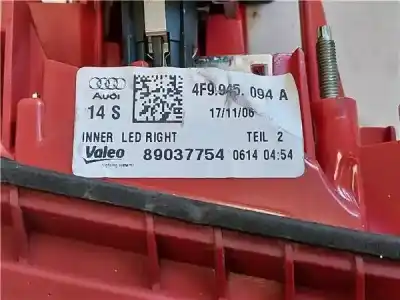 Audi
4F9.945. 094 A
14 S
17/11/06
INNER LED RIGHT
TEIL 2
Valeo
89037754
0614 04:54